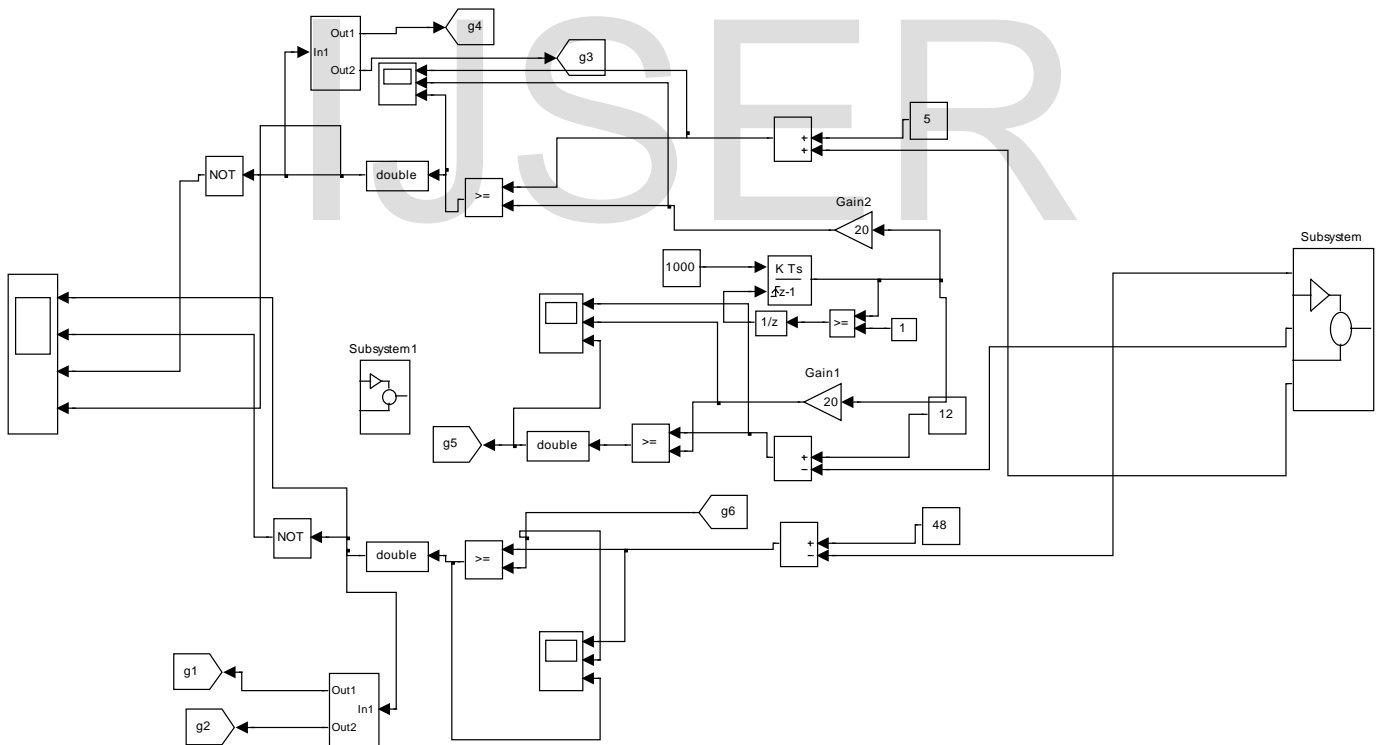 IJSER
Out1
g4
In1
Out2
g3
5
+
+
NOT
double
>=
Gain2
20
Subsystem
1000
K Ts
z-1
1/z
>=
1
Subsystem1
Gain1
20
12
g5
double
>=
+
−
g6
48
NOT
double
>=
+
−
g1
Out1
In1
g2
Out2